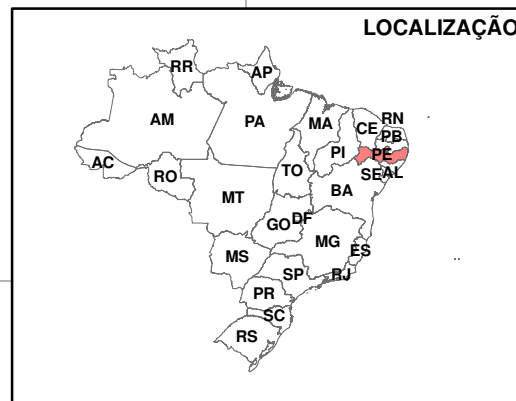 LOCALIZAÇÃO
RR
AP
AM
PA
MA
CE
RN
PB
PI
PE
AC
RO
TO
SE
AL
BA
MT
GO
DF
MG
ES
MS
SP
RJ
PR
SC
RS